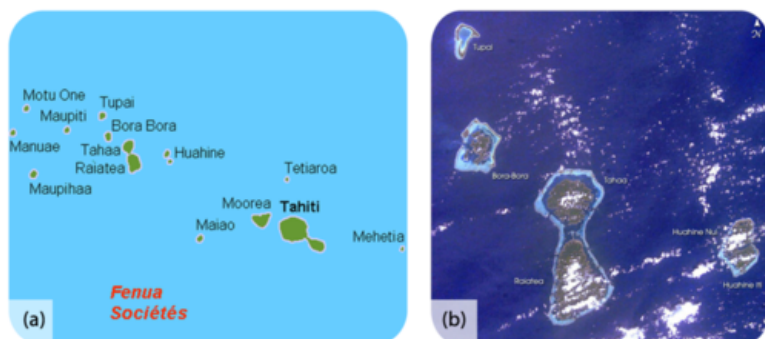 Motu One
Tupai
Maupiti
Bora Bora
Manuae
Tahaa
Huahine
Raiatea
Maupihaa
Tetiaroa
Moorea
Tahiti
Maiao
Mehetia
Fenua
Sociétés
(a)
N
Tupai
Bora-Bora
Tahaa
Huahine Nui
Raiatea
Huahine Iti
(b)